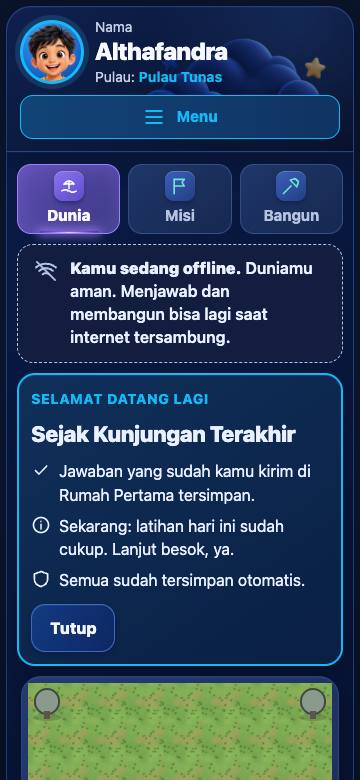 Nama
Althafandra
Pulau: Pulau Tunas
Menu
Dunia
Misi
Bangun
Kamu sedang offline. Duniamu
aman. Menjawab dan
membangun bisa lagi saat
internet tersambung.
SELAMAT DATANG LAGI
Sejak Kunjungan Terakhir
Jawaban yang sudah kamu kirim di
Rumah Pertama tersimpan.
Sekarang: latihan hari ini sudah
cukup. Lanjut besok, ya.
Semua sudah tersimpan otomatis.
Tutup